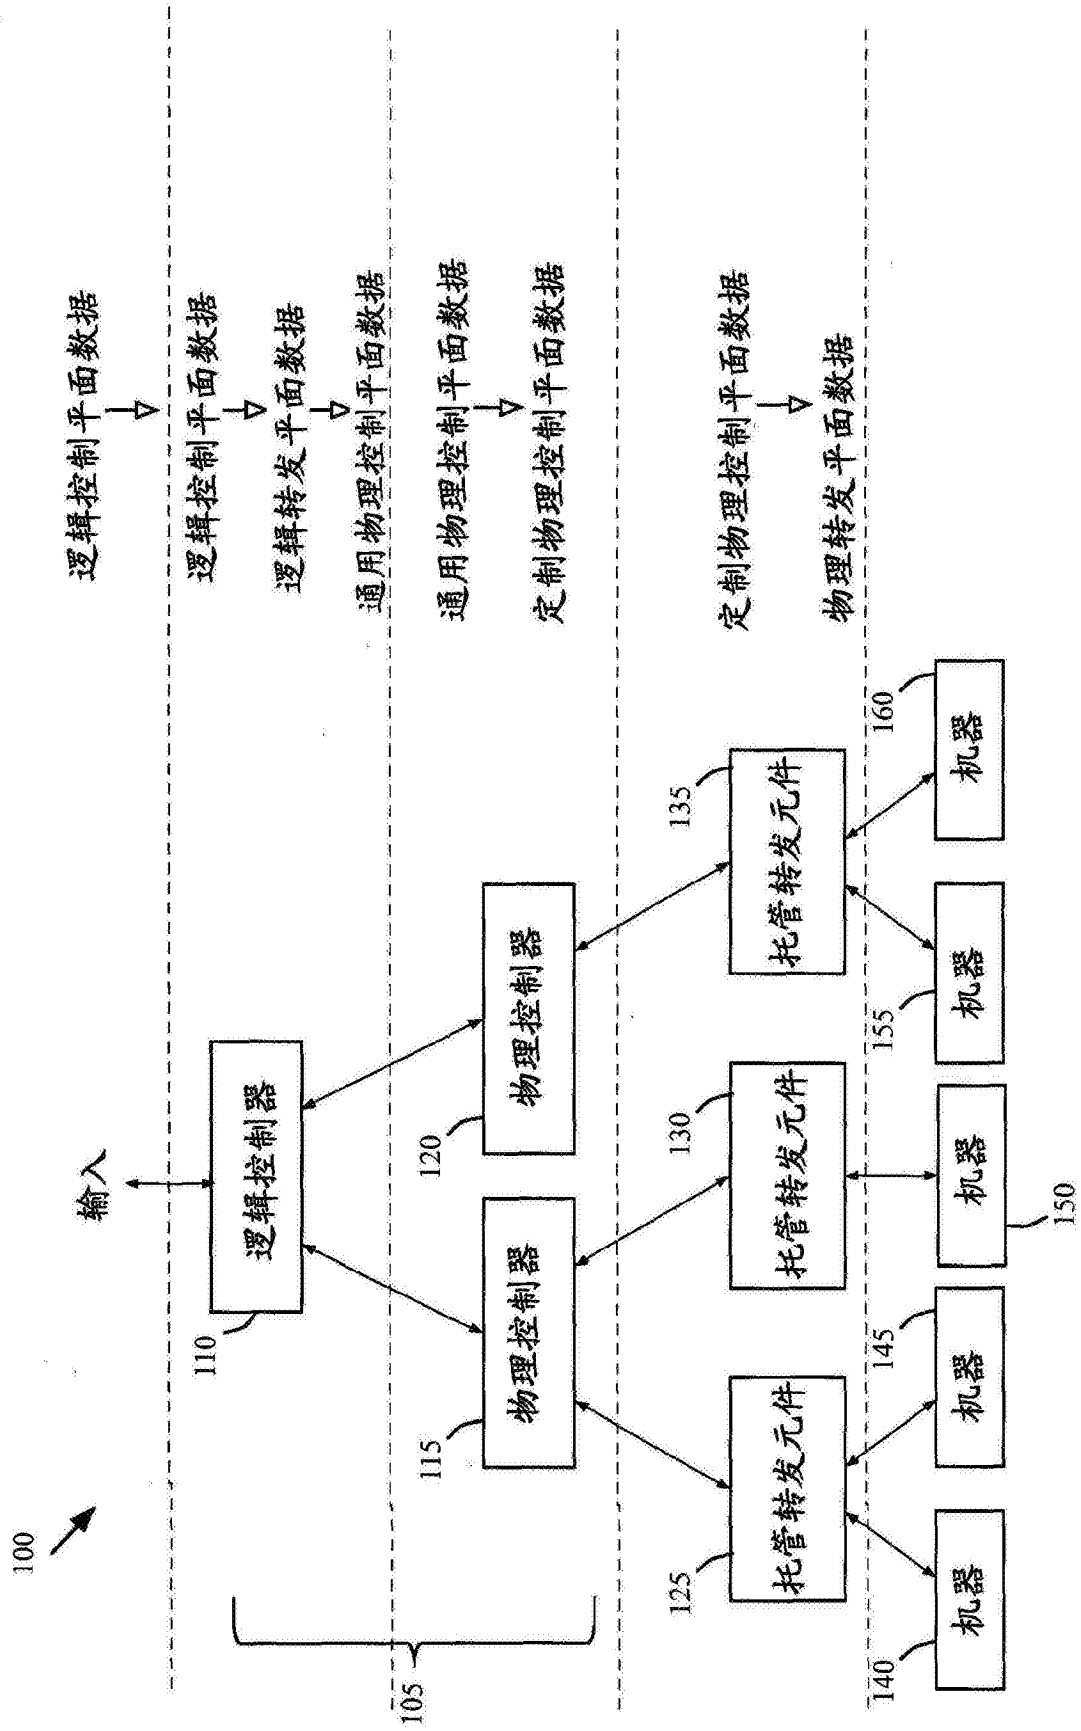 100
输入
逻辑控制平面数据
110
逻辑控制器
逻辑控制平面数据
逻辑转发平面数据
通用物理控制平面数据
105
115
物理控制器
120
物理控制器
通用物理控制平面数据
定制物理控制平面数据
125
托管转发元件
130
托管转发元件
135
托管转发元件
定制物理控制平面数据
物理转发平面数据
140
机器
145
机器
150
机器
155
机器
160
机器